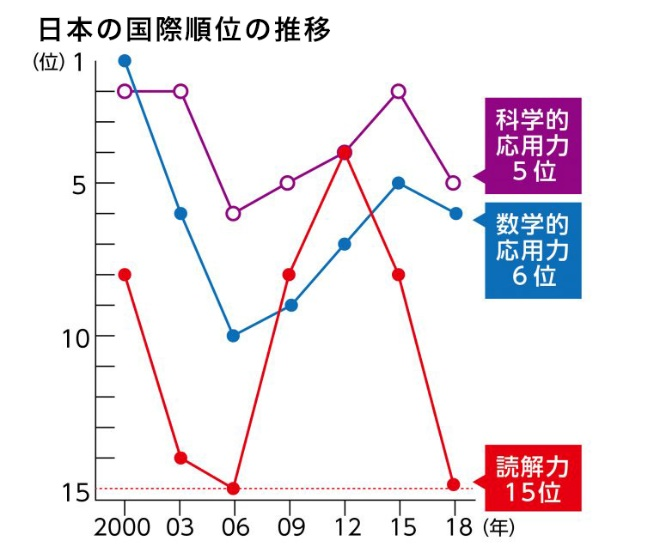 日本の国際順位の推移
(位) 1
5
10
15
科学的
応用力
5位
数学的
応用力
6位
読解力
15位
2000 03 06 09 12 15 18 (年)